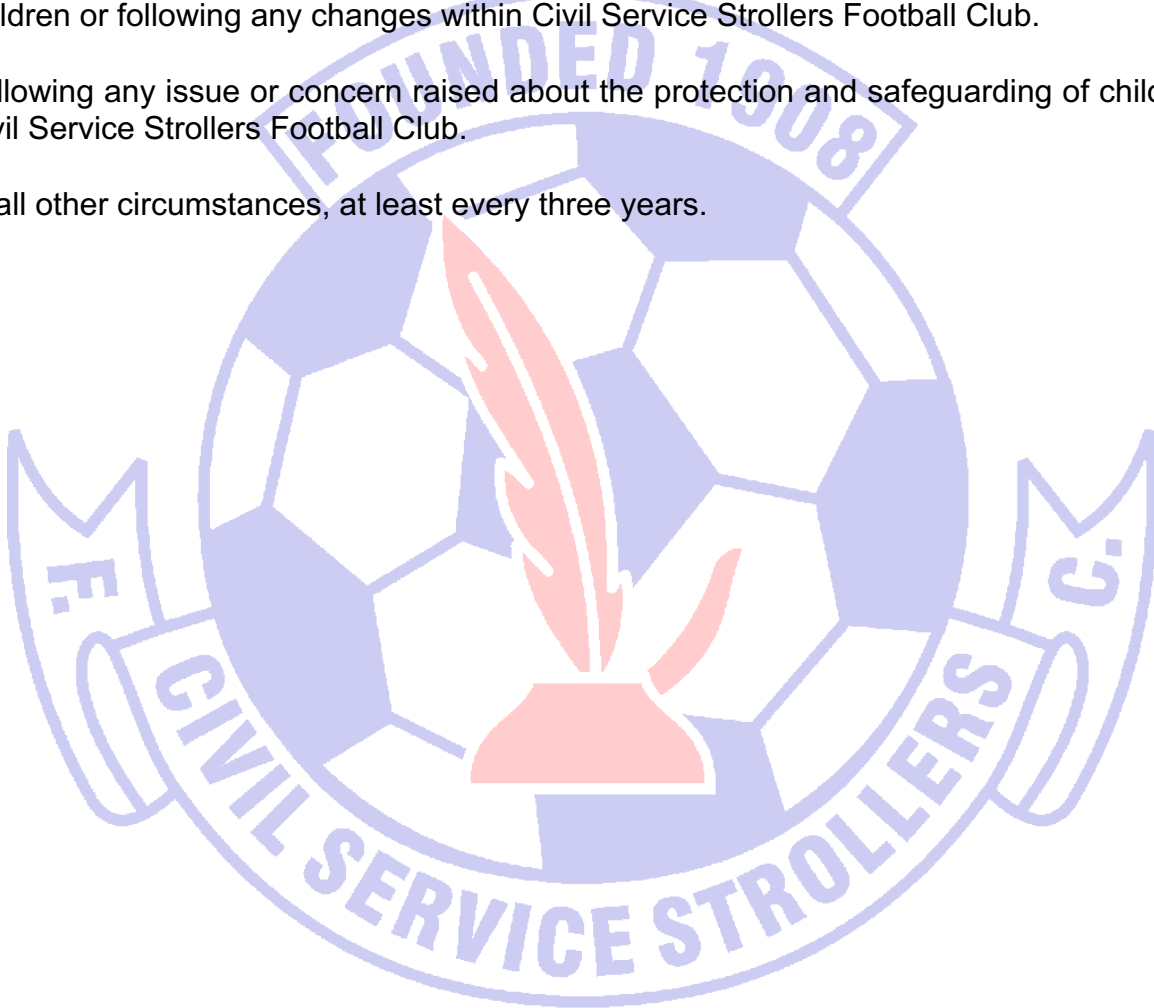 ldren or following any changes within Civil Service Strollers Football Club.
llowing any issue or concern raised about the protection and safeguarding of child
vil Service Strollers Football Club.
all other circumstances, at least every three years.
FOUNDED 1908
F.
C.
CIVIL SERVICE STROLLERS